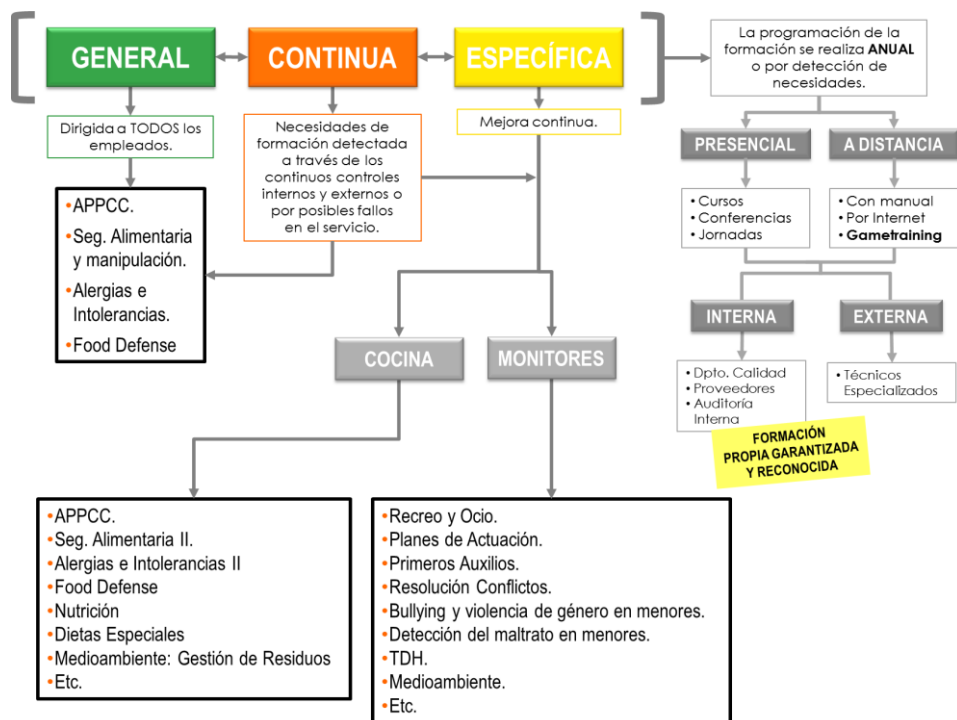 GENERAL
CONTINUA
ESPECÍFICA
La programación de la
formación se realiza ANUAL
o por detección de
necesidades.
Dirigida a TODOS los
empleados.
Necesidades de
formación detectada
a través de los
continuos controles
internos y externos o
por posibles fallos
en el servicio.
Mejora continua.
PRESENCIAL
A DISTANCIA
• Cursos
• Conferencias
• Jornadas
• Con manual
• Por Internet
• Gametraining
•APPCC.
•Seg. Alimentaria
y manipulación.
•Alergias e
Intolerancias.
•Food Defense
INTERNA
EXTERNA
• Dpto. Calidad
• Proveedores
• Auditoría
Interna
• Técnicos
Especializados
FORMACIÓN
PROPIA GARANTIZADA
Y RECONOCIDA
COCINA
MONITORES
•APPCC.
•Seg. Alimentaria II.
•Alergias e Intolerancias II
•Food Defense
•Nutrición
•Dietas Especiales
•Medioambiente: Gestión de Residuos
•Etc.
•Recreo y Ocio.
•Planes de Actuación.
•Primeros Auxilios.
•Resolución Conflictos.
•Bullying y violencia de género en menores.
•Detección del maltrato en menores.
•TDH.
•Medioambiente.
•Etc.